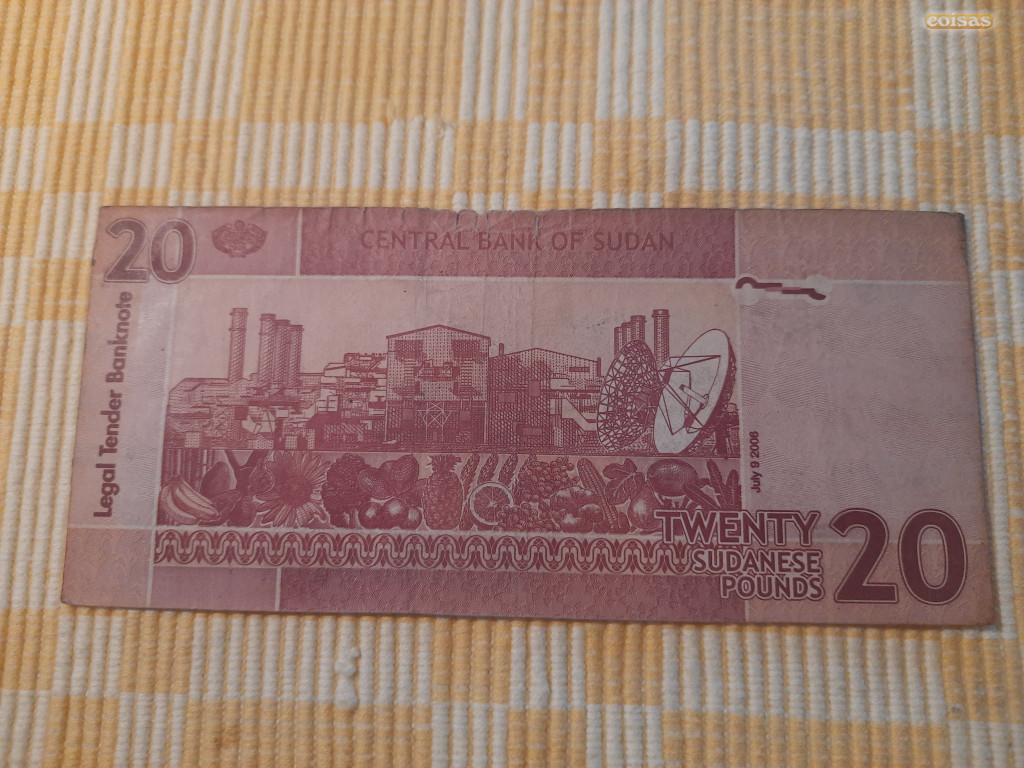 coisas
20
CENTRAL BANK OF SUDAN
Legal Tender Banknote
July 9 2006
TWENTY
SUDANESE
POUNDS
20